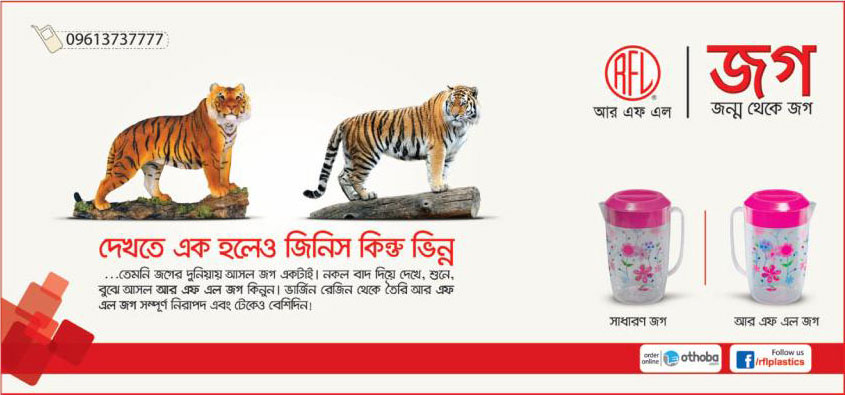 09613737777
RFL
আর এফ এল
জগ
জন্ম থেকে জগ
দেখতে এক হলেও জিনিস কিন্তু ভিন্ন
...তেমনি জগের দুনিয়ায় আসল জগ একটাই। নকল বাদ দিয়ে দেখে, শুনে,
বুঝে আসল আর এফ এল জগ কিনুন। ভার্জিন রেজিন থেকে তৈরি আর এফ
এল জগ সম্পূর্ণ নিরাপদ এবং টেকেও বেশিদিন!
সাধারণ জগ
আর এফ এল জগ
order
online
othoba
.com
Follow us
/rflplastics